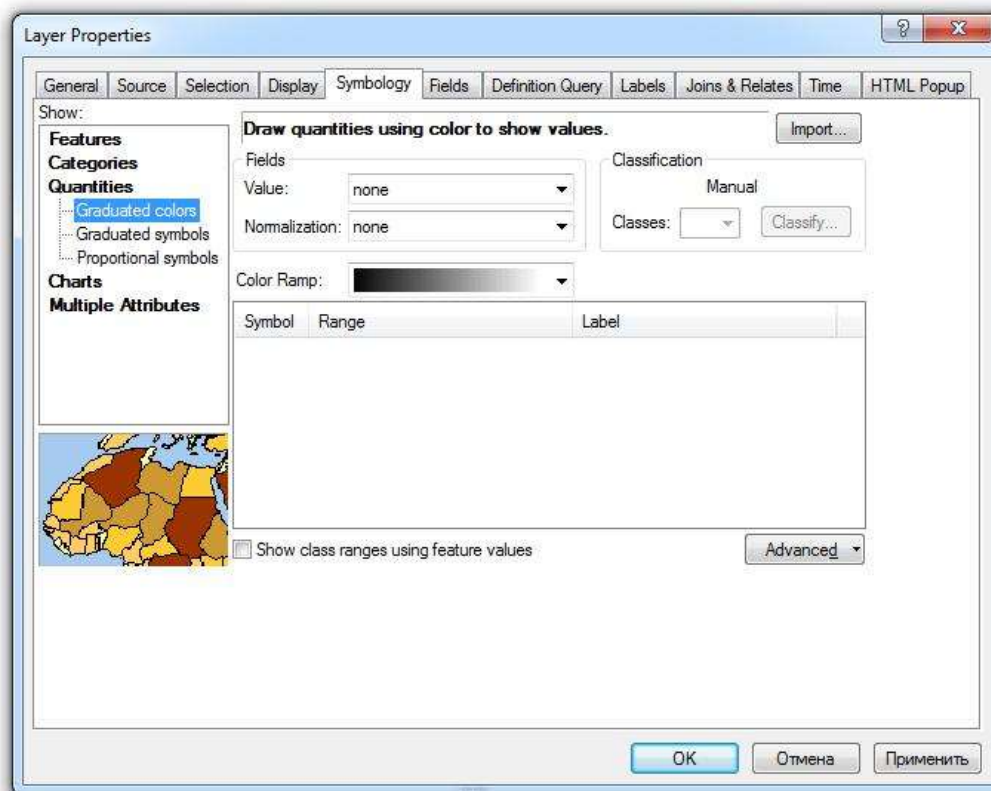 Layer Properties
General Source Selection Display Symbology Fields Definition Query Labels Joins & Relates Time HTML Popup
Show:
Features
Categories
Quantities
Graduated colors
Graduated symbols
Proportional symbols
Charts
Multiple Attributes
Draw quantities using color to show values.
Import...
Fields
Value: none
Normalization: none
Classification
Manual
Classes:
Classify...
Color Ramp:
Symbol Range Label
Show class ranges using feature values
Advanced
OK Отмена Применить